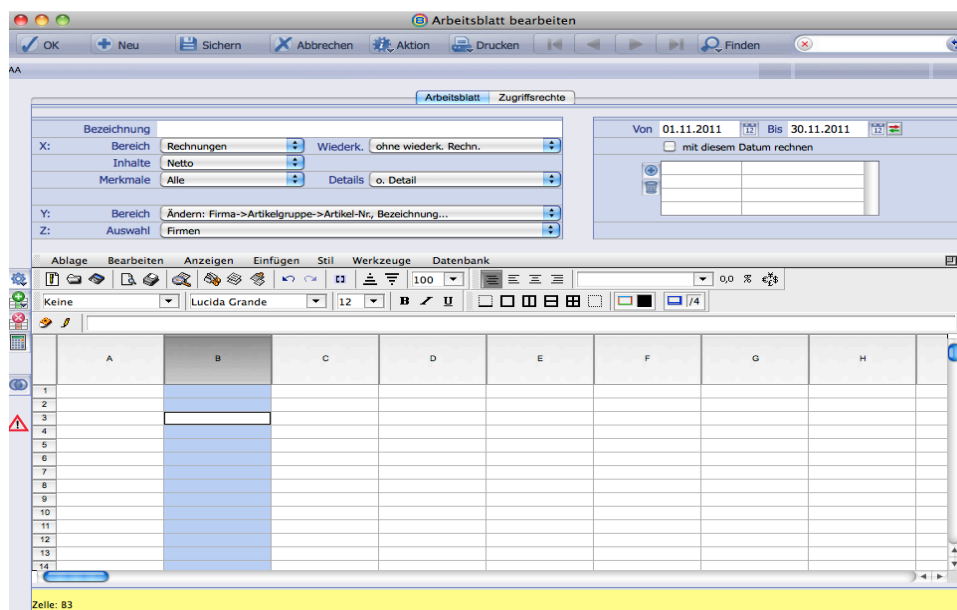 Arbeitsblatt bearbeiten
OK Neu Sichern Abbrechen Aktion Drucken Finden
AA
Arbeitsblatt Zugriffsrechte
Bezeichnung
X: Bereich Rechnungen Wiederk. ohne wiederk. Rechn.
Inhalte Netto
Merkmale Alle Details o. Detail
Y: Bereich Ändern: Firma->Artikelgruppe->Artikel-Nr., Bezeichnung...
Z: Auswahl Firmen
Von 01.11.2011 12 Bis 30.11.2011 12
mit diesem Datum rechnen
Ablage Bearbeiten Anzeigen Einfügen Stil Werkzeuge Datenbank
100 0,0 %
Keine Lucida Grande 12 B I U /4
A B C D E F G H
1
2
3
4
5
6
7
8
9
10
11
12
13
14
Zelle: B3